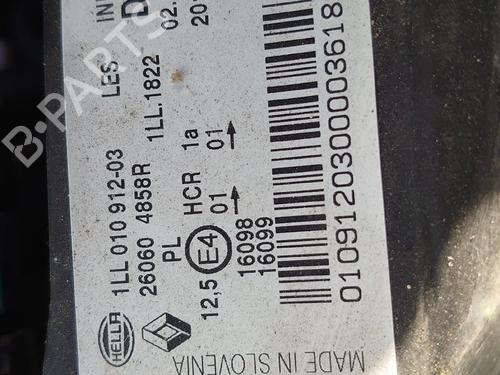 1LL 010 912-03
LES
IN
26060 4858R
1LL.1822
D
02.
PL
20
HELLA
12,5 E4 HCR 1a
01 → 01 →
16098
16099
01091203000003618
MADE IN SLOVENIA
B-PARTS